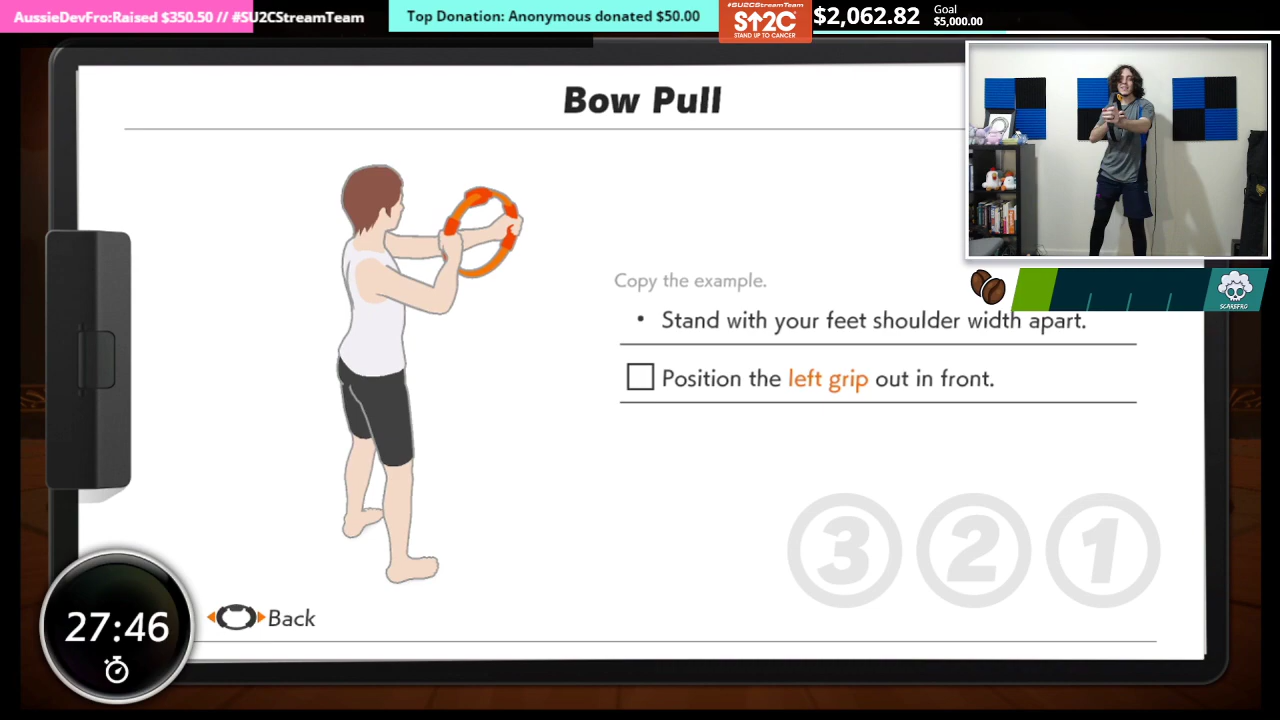 AussieDevFro:Raised $350.50 // #SU2CStreamTeam
Top Donation: Anonymous donated $50.00
#SU2CStreamTeam
SU2C
STAND UP TO CANCER
$2,062.82
Goal
$5,000.00
Bow Pull
Copy the example.
• Stand with your feet shoulder width apart.
Position the left grip out in front.
SCARSFRO
3 2 1
27:46
Back